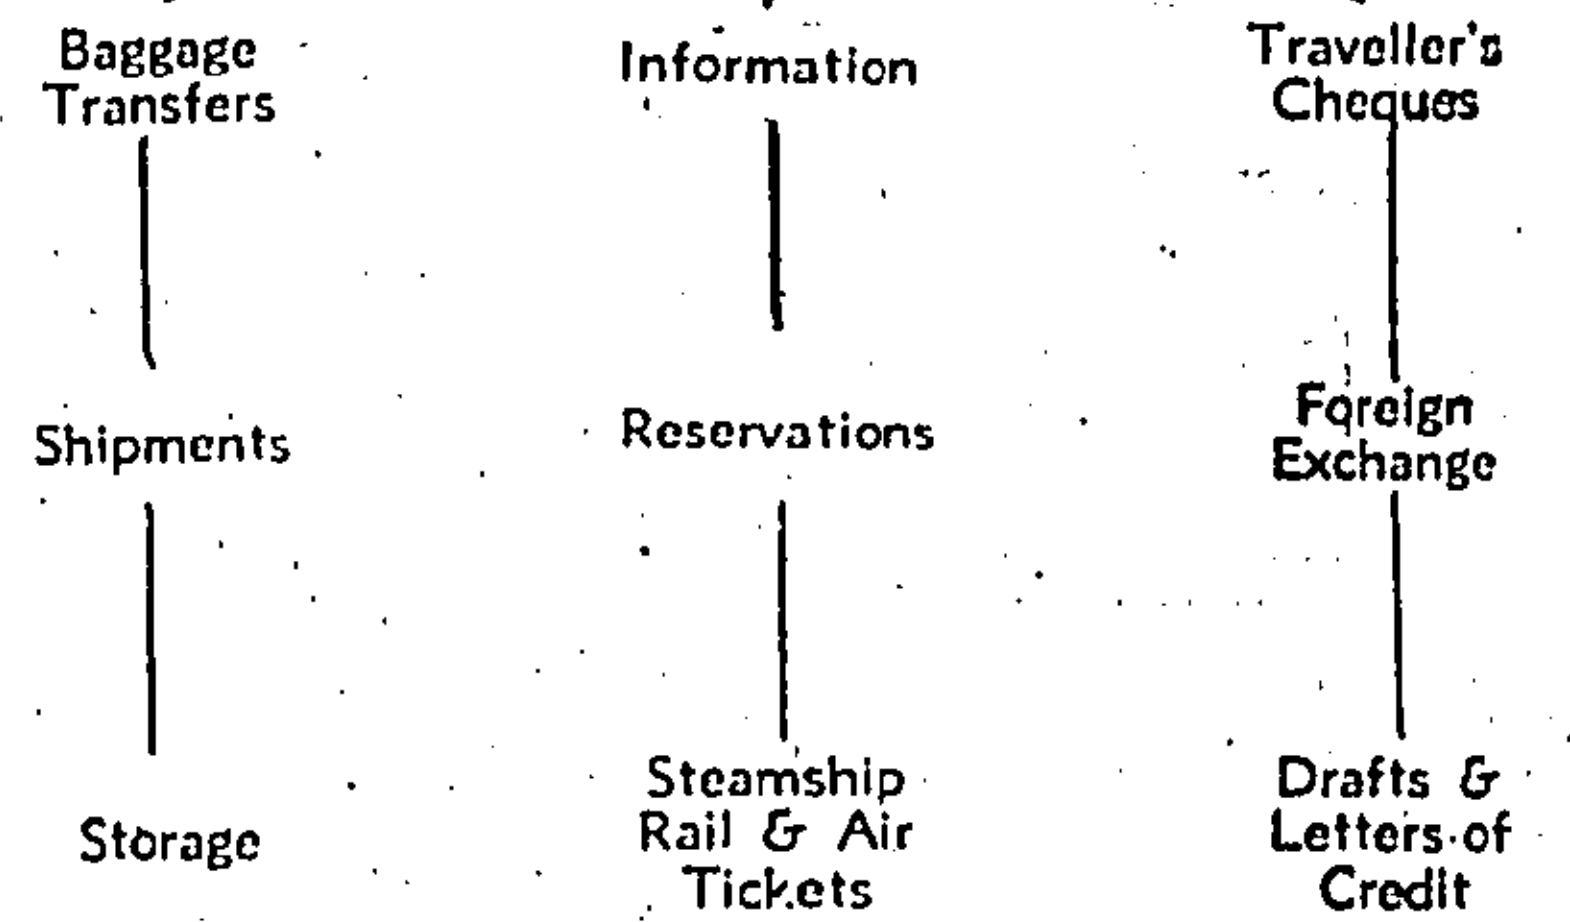 Baggage
Transfers
Information
Traveller's
Cheques
Shipments
Reservations
Foreign
Exchange
Storage
Steamship
Rail & Air
Tickets
Drafts &
Letters of
Credit